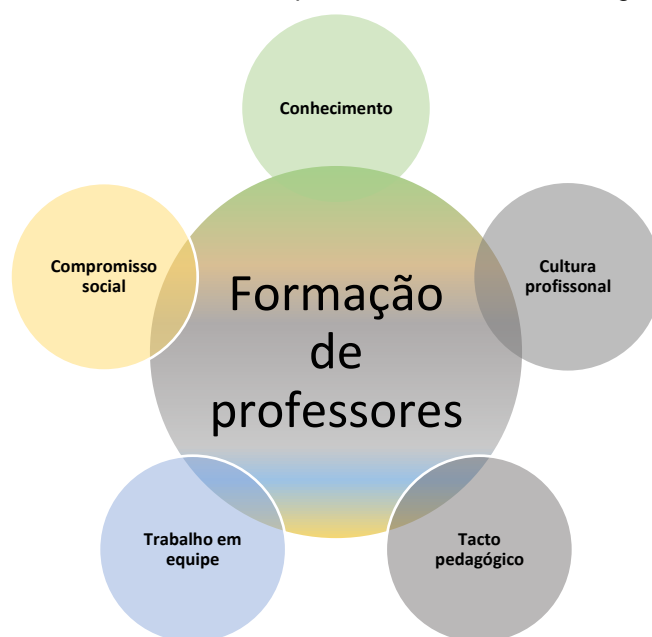 Conhecimento
Compromisso
social
Cultura
profissonal
Formação
de
professores
Trabalho em
equipe
Tacto
pedagógico